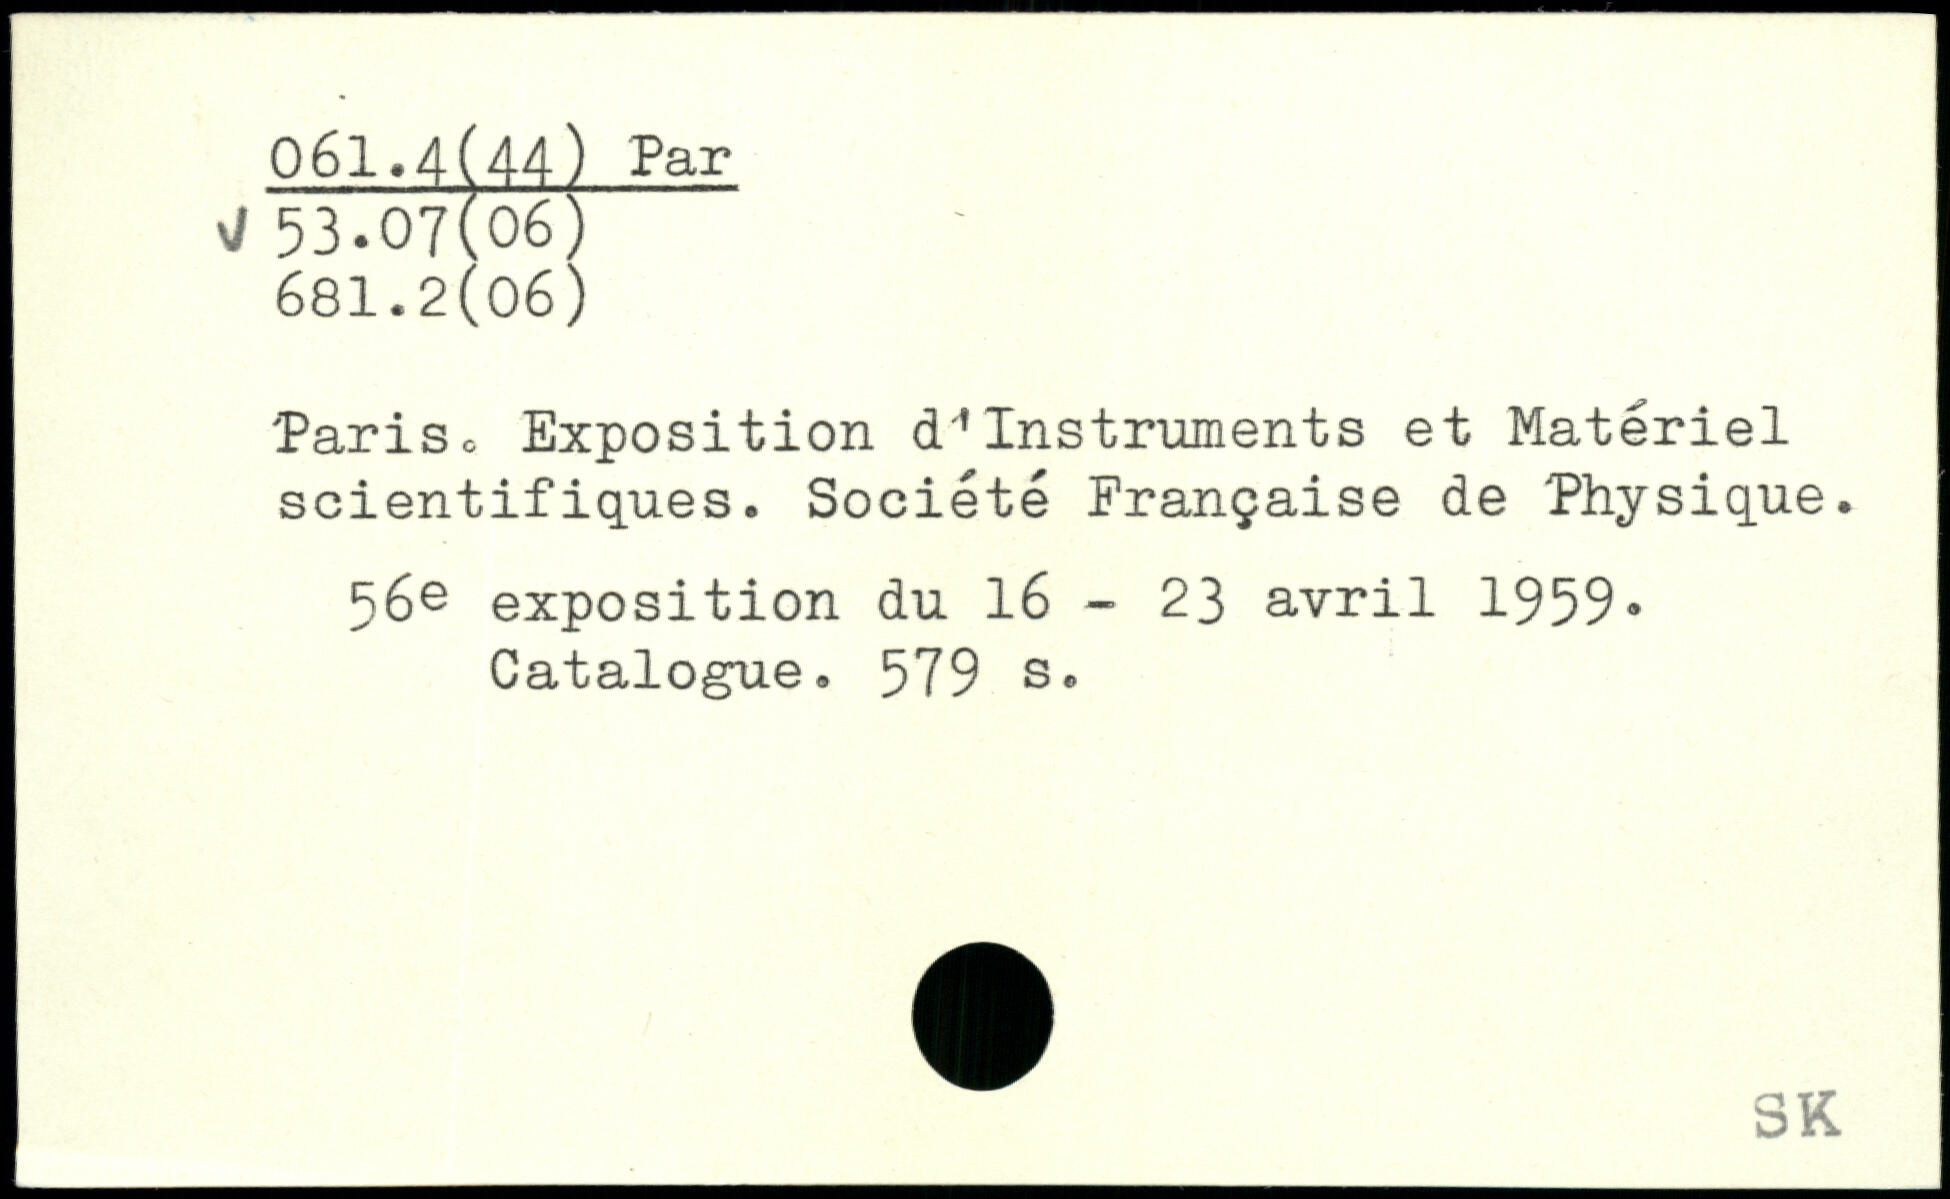 061.4(44) Par
✓ 53.07(06)
681.2(06)
Paris. Exposition d'Instruments et Matériel
scientifiques. Société Française de Physique.
56e exposition du 16 - 23 avril 1959.
Catalogue. 579 s.
SK